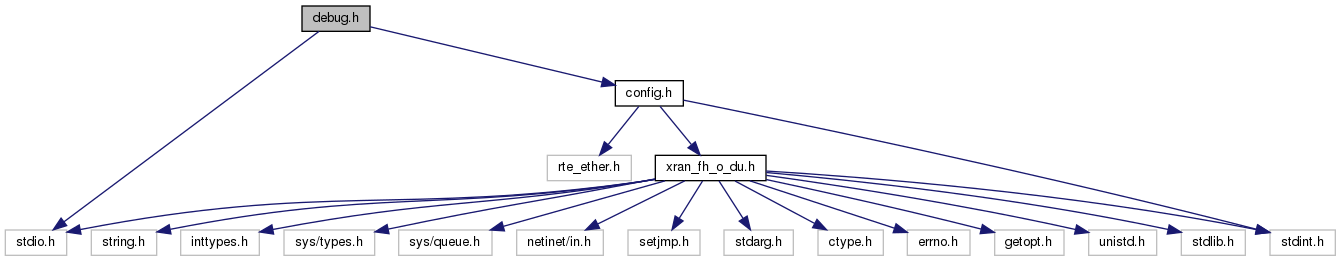 debug.h
config.h
rte_ether.h
xran_fh_o_du.h
stdio.h
string.h
inttypes.h
sys/types.h
sys/queue.h
netinet/in.h
setjmp.h
stdarg.h
ctype.h
errno.h
getopt.h
unistd.h
stdlib.h
stdint.h